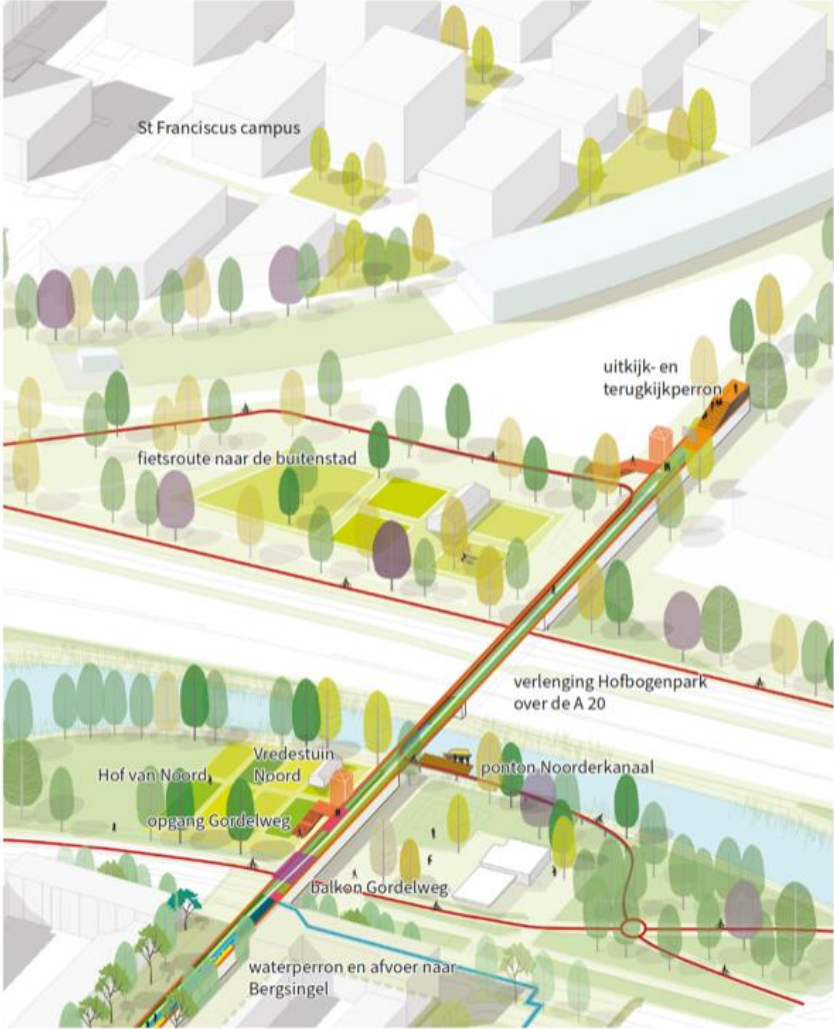 St Franciscus campus
uitkijk- en
terugkijkperron
fietsroute naar de buitenstad
verlenging Hofbogenpark
over de A 20
Vredestuin
Noord
Hof van Noord
ponton Noorderkanaal
opgang Gordelweg
balkon Gordelweg
waterperron en afvoer naar
Bergsingel